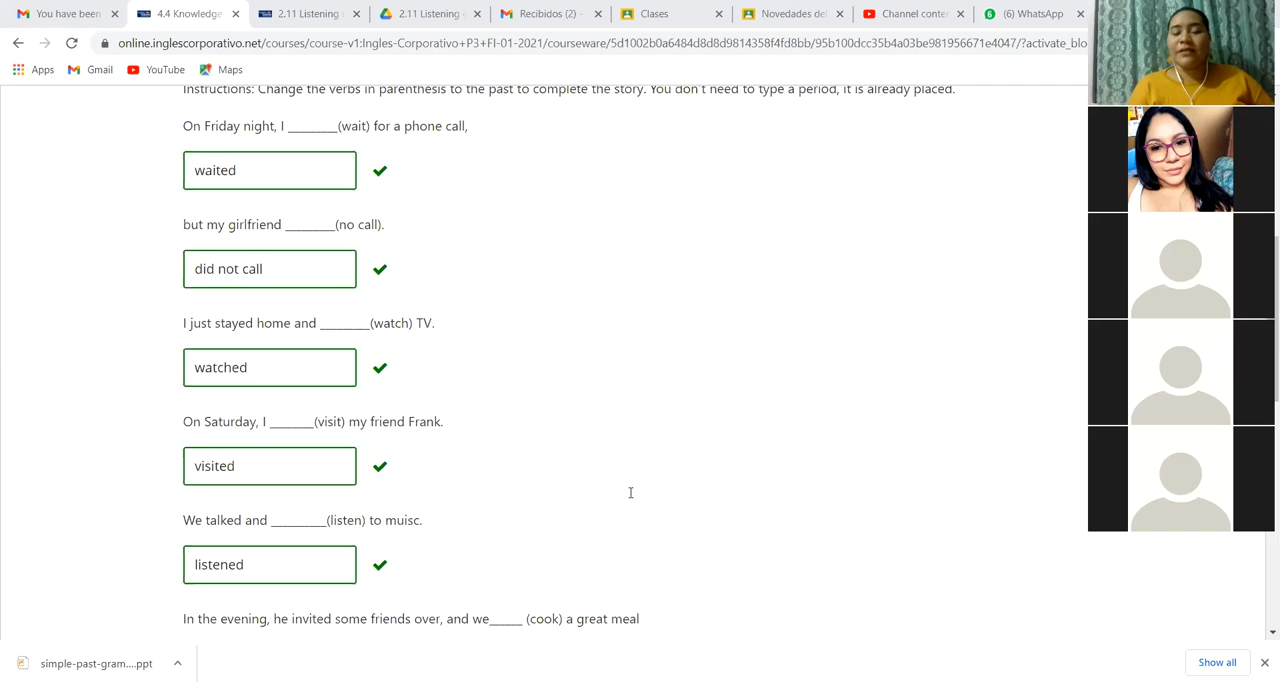 You have been
4.4 Knowledge
2.11 Listening
2.11 Listening
Recibidos (2) -
Clases
Novedades del
Channel conten
(6) WhatsApp
online.inglescorporativo.net/courses/course-v1:Ingles-Corporativo+P3+FI-01-2021/courseware/5d1002b0a6484d8d8d9814358f4fd8bb/95b100dcc35b4a03be981956671e4047/?activate_blo
Apps
Gmail
YouTube
Maps
Instructions: Change the verbs in parenthesis to the past to complete the story. You don't need to type a period, it is already placed.
On Friday night, I ________(wait) for a phone call,
waited
but my girlfriend ________(no call).
did not call
I just stayed home and ________(watch) TV.
watched
On Saturday, I _______(visit) my friend Frank.
visited
We talked and _________(listen) to muisc.
listened
In the evening, he invited some friends over, and we______ (cook) a great meal
simple-past-gram....ppt
Show all